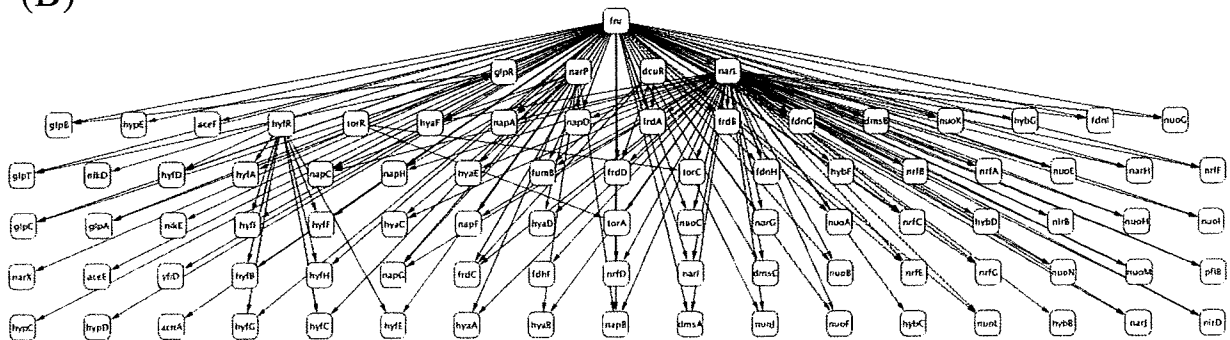 (B)
fnr
glpR narP dcuR narL
glpB hypE aceF hyfR torR hyaF napA napD frdA frdB fdnG dmsB nuoK hybG fdnI nuoG
glpT nikD hyfD hyfA napC napH hyaE fumB frdD torC fdnH hybF nrfB nrfA nuoE narH nrfF
glpC glpA nikE hyfJ hyfF hyaC napF hyaD torA nuoC narG nuoA nrfC hybD nirB nuoH nuoI
narX aceE yfiD hyfB hyfH napG frdC fdhF nrfD narI dmsC nuoB nrfE nrfG nuoN nuoM pflB
hypC hypD acnA hyfG hyfC hyfE hyaA hyaB napB dmsA nuoJ nuoF hybC nuoL hybB narJ nirD